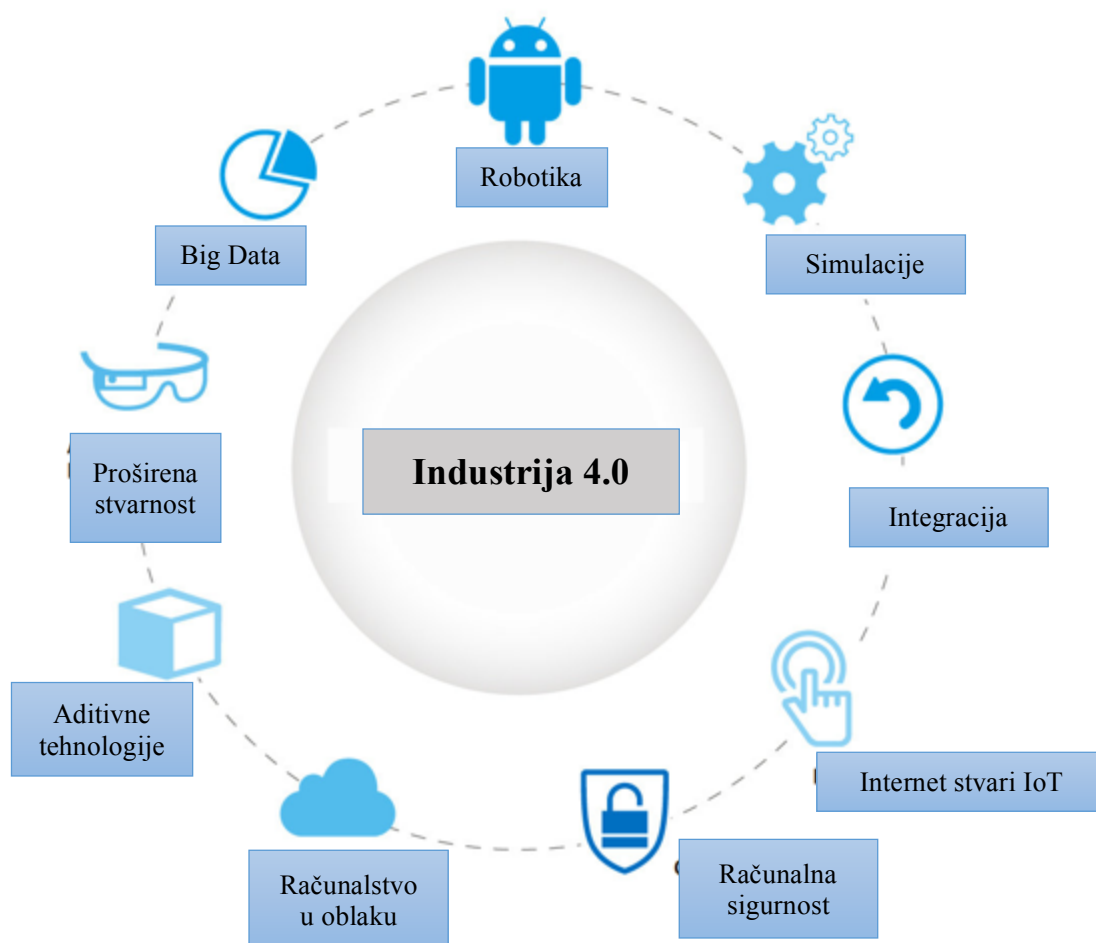 Robotika
Big Data
Simulacije
Proširena
stvarnost
Industrija 4.0
Integracija
Aditivne
tehnologije
Internet stvari IoT
Računalstvo
u oblaku
Računalna
sigurnost